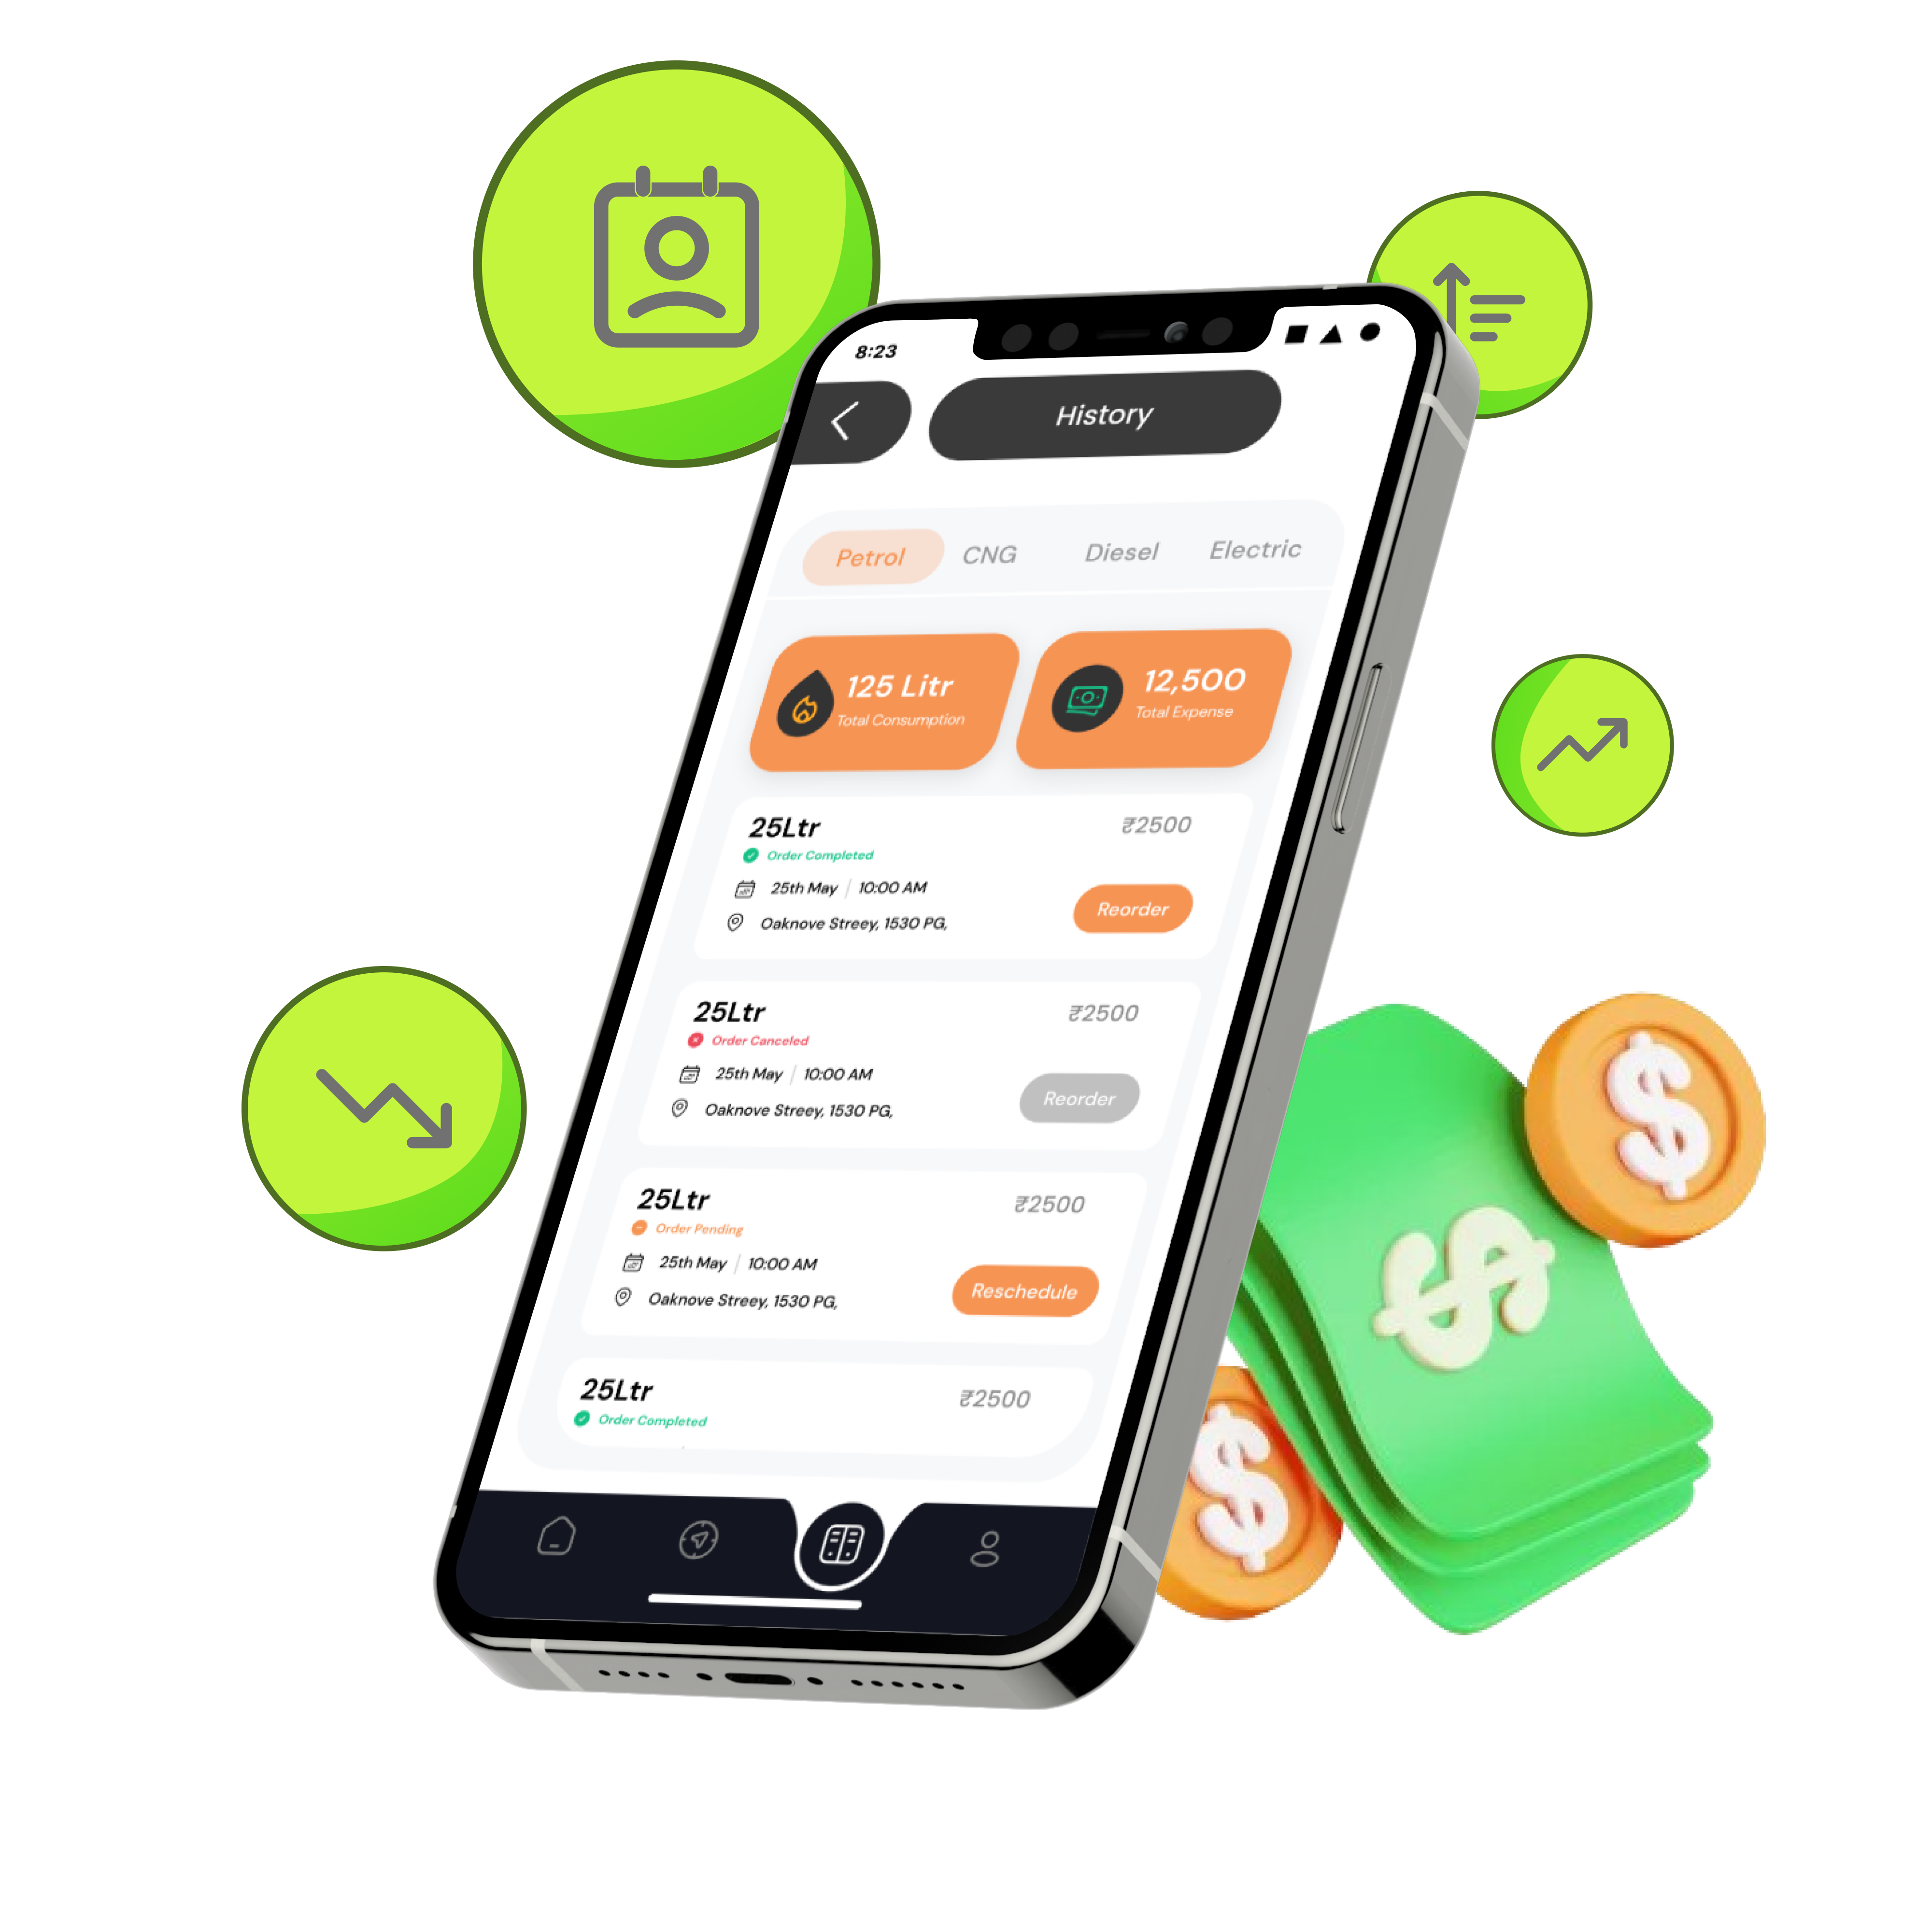 8:23
History
Petrol CNG Diesel Electric
125 Litr
Total Consumption
12,500
Total Expense
25Ltr ₹2500
Order Completed
25th May | 10:00 AM
Oaknove Streey, 1530 PG,
Reorder
25Ltr ₹2500
Order Canceled
25th May | 10:00 AM
Oaknove Streey, 1530 PG,
Reorder
25Ltr ₹2500
Order Pending
25th May | 10:00 AM
Oaknove Streey, 1530 PG,
Reschedule
25Ltr ₹2500
Order Completed
$
$
$